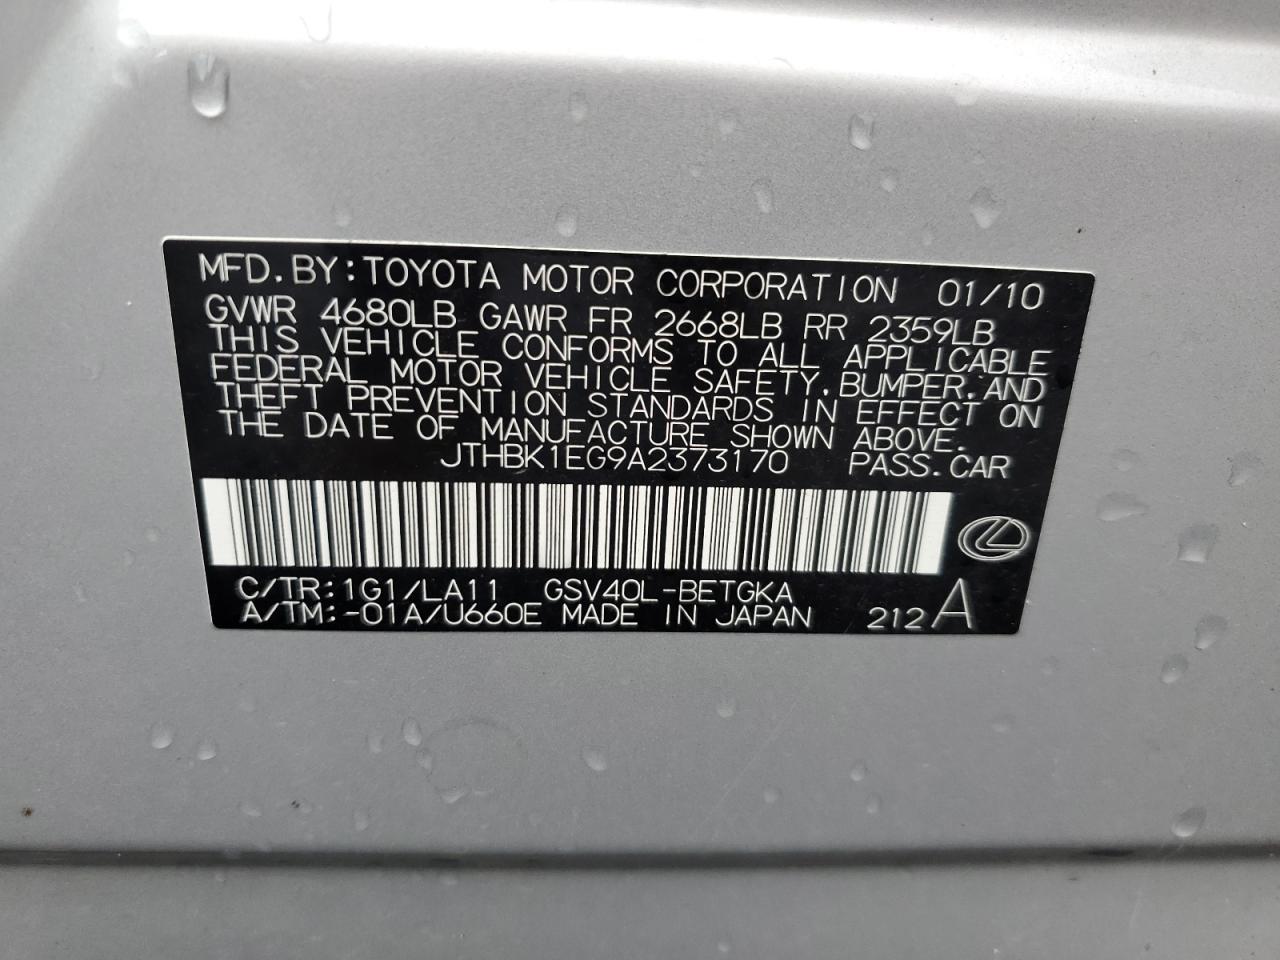 MFD. BY: TOYOTA MOTOR CORPORATION 01/10
GVWR 4680LB GAWR FR 2668LB RR 2359LB
THIS VEHICLE CONFORMS TO ALL APPLICABLE
FEDERAL MOTOR VEHICLE SAFETY, BUMPER, AND
THEFT PREVENTION STANDARDS IN EFFECT ON
THE DATE OF MANUFACTURE SHOWN ABOVE.
JTHBK1EG9A2373170 PASS. CAR
C/TR: 1G1/LA11 GSV40L-BETGKA
A/TM: -01A/U660E MADE IN JAPAN 212 A